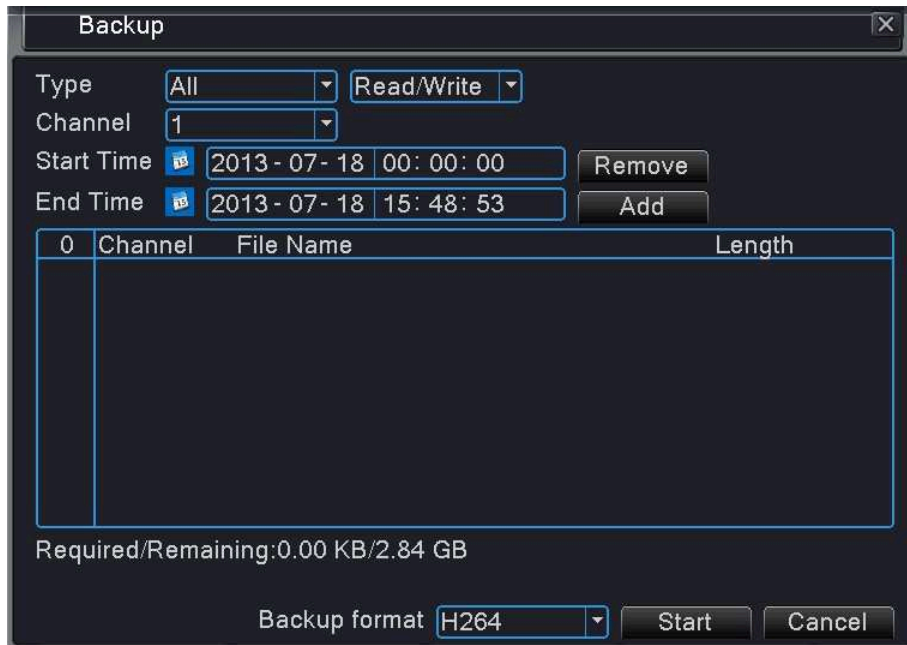 Backup
Type All Read/Write
Channel 1
Start Time 2013-07-18 00:00:00 Remove
End Time 2013-07-18 15:48:53 Add
0 Channel File Name Length
Required/Remaining:0.00 KB/2.84 GB
Backup format H264 Start Cancel